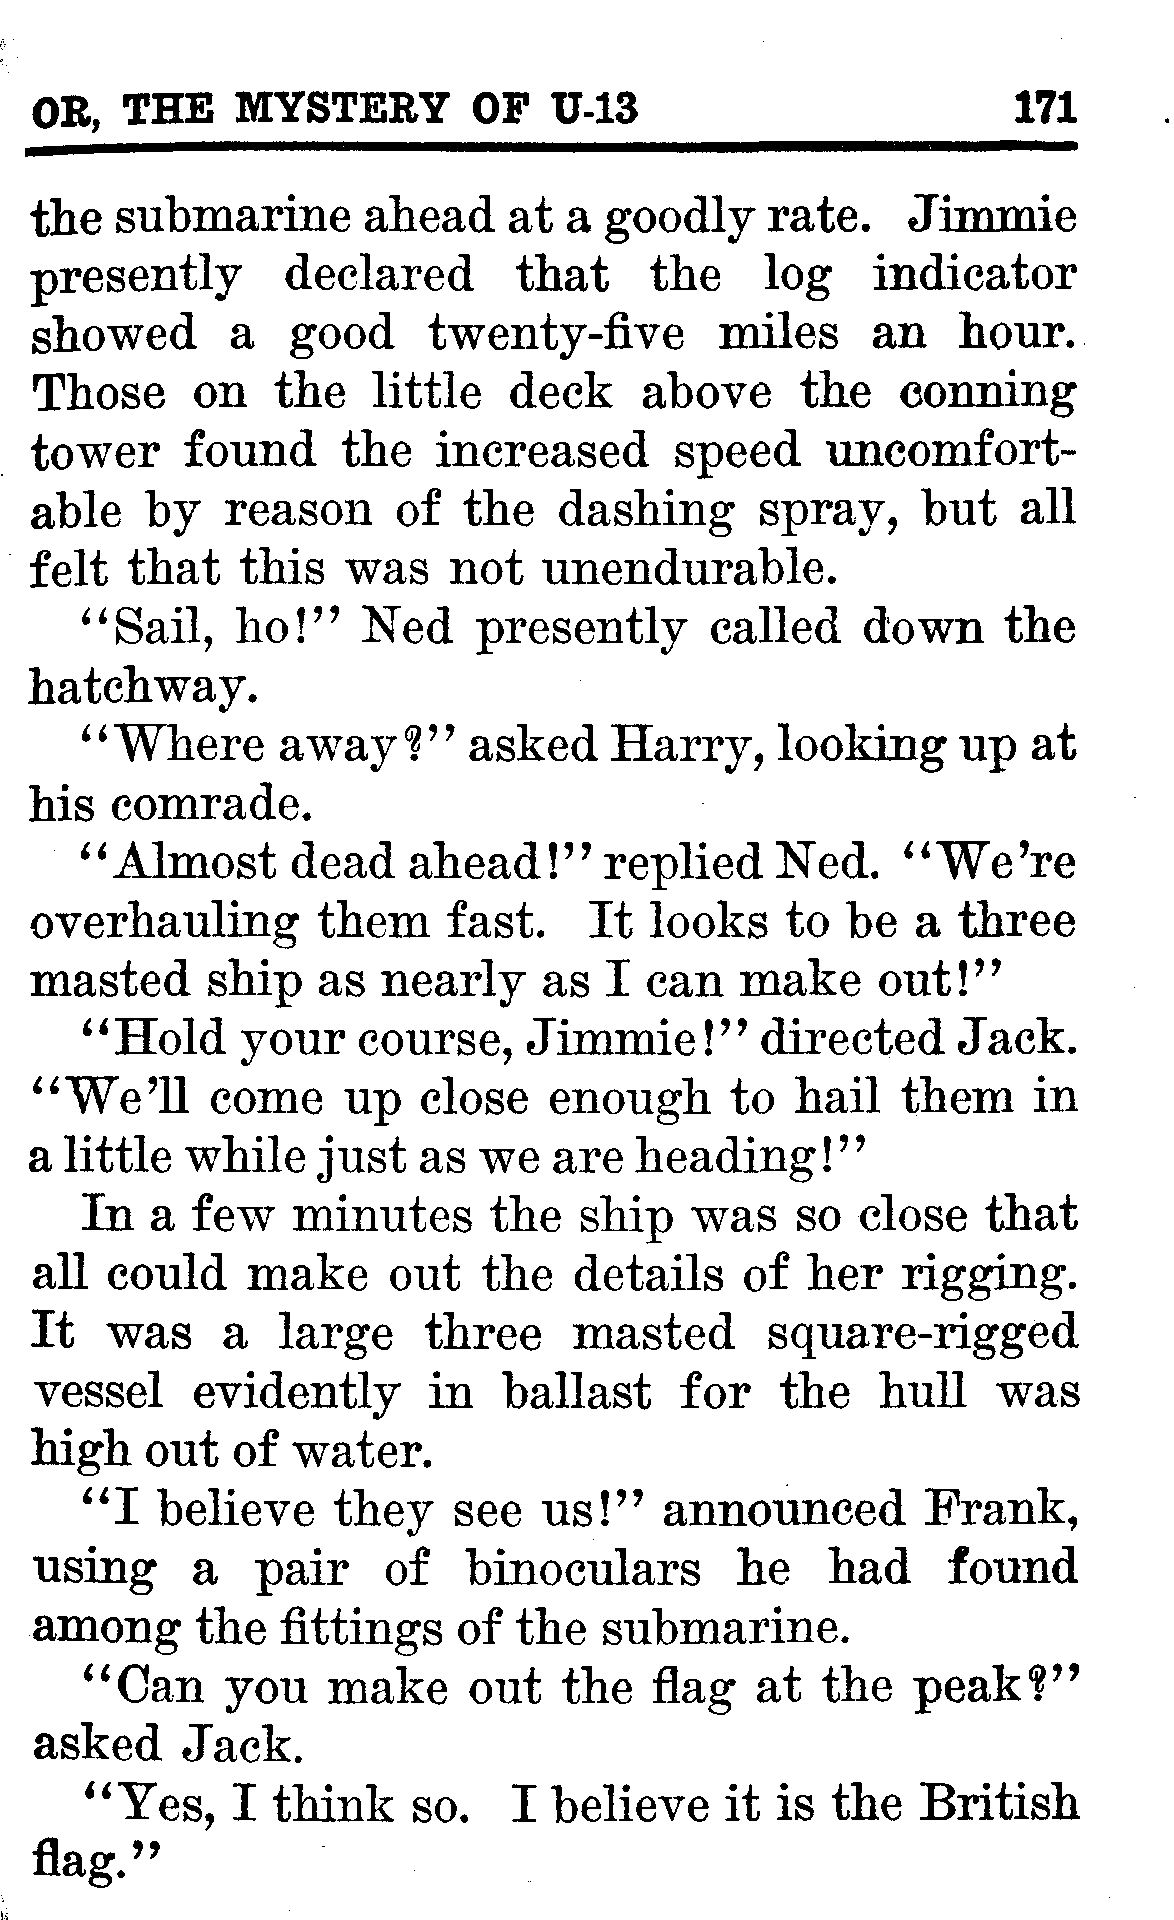 OR, THE MYSTERY OF U-13 171
the submarine ahead at a goodly rate. Jimmie
presently declared that the log indicator
showed a good twenty-five miles an hour.
Those on the little deck above the conning
tower found the increased speed uncomfort-
able by reason of the dashing spray, but all
felt that this was not unendurable.
“Sail, ho!” Ned presently called down the
hatchway.
“Where away?” asked Harry, looking up at
his comrade.
“Almost dead ahead!” replied Ned. “We’re
overhauling them fast. It looks to be a three
masted ship as nearly as I can make out!”
“Hold your course, Jimmie!” directed Jack.
“We’ll come up close enough to hail them in
a little while just as we are heading!”
In a few minutes the ship was so close that
all could make out the details of her rigging.
It was a large three masted square-rigged
vessel evidently in ballast for the hull was
high out of water.
“I believe they see us!” announced Frank,
using a pair of binoculars he had found
among the fittings of the submarine.
“Can you make out the flag at the peak?”
asked Jack.
“Yes, I think so. I believe it is the British
flag.”